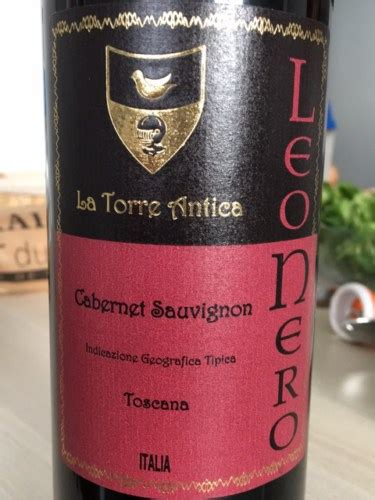 La Torre Antica
Cabernet Sauvignon
Indicazione Geografica Tipica
Toscana
ITALIA
LEONERO